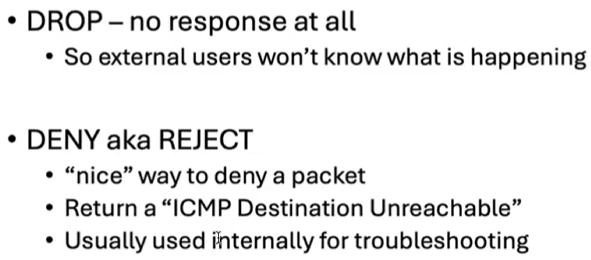 • DROP – no response at all
• So external users won't know what is happening
• DENY aka REJECT
• “nice” way to deny a packet
• Return a “ICMP Destination Unreachable”
• Usually used internally for troubleshooting